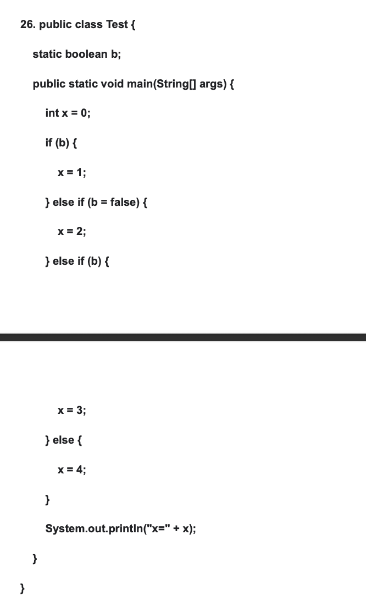 26. public class Test {
static boolean b;
public static void main(String[] args) {
int x = 0;
if (b) {
x = 1;
} else if (b = false) {
x = 2;
} else if (b) {
x = 3;
} else {
x = 4;
}
System.out.println("x=" + x);
}
}